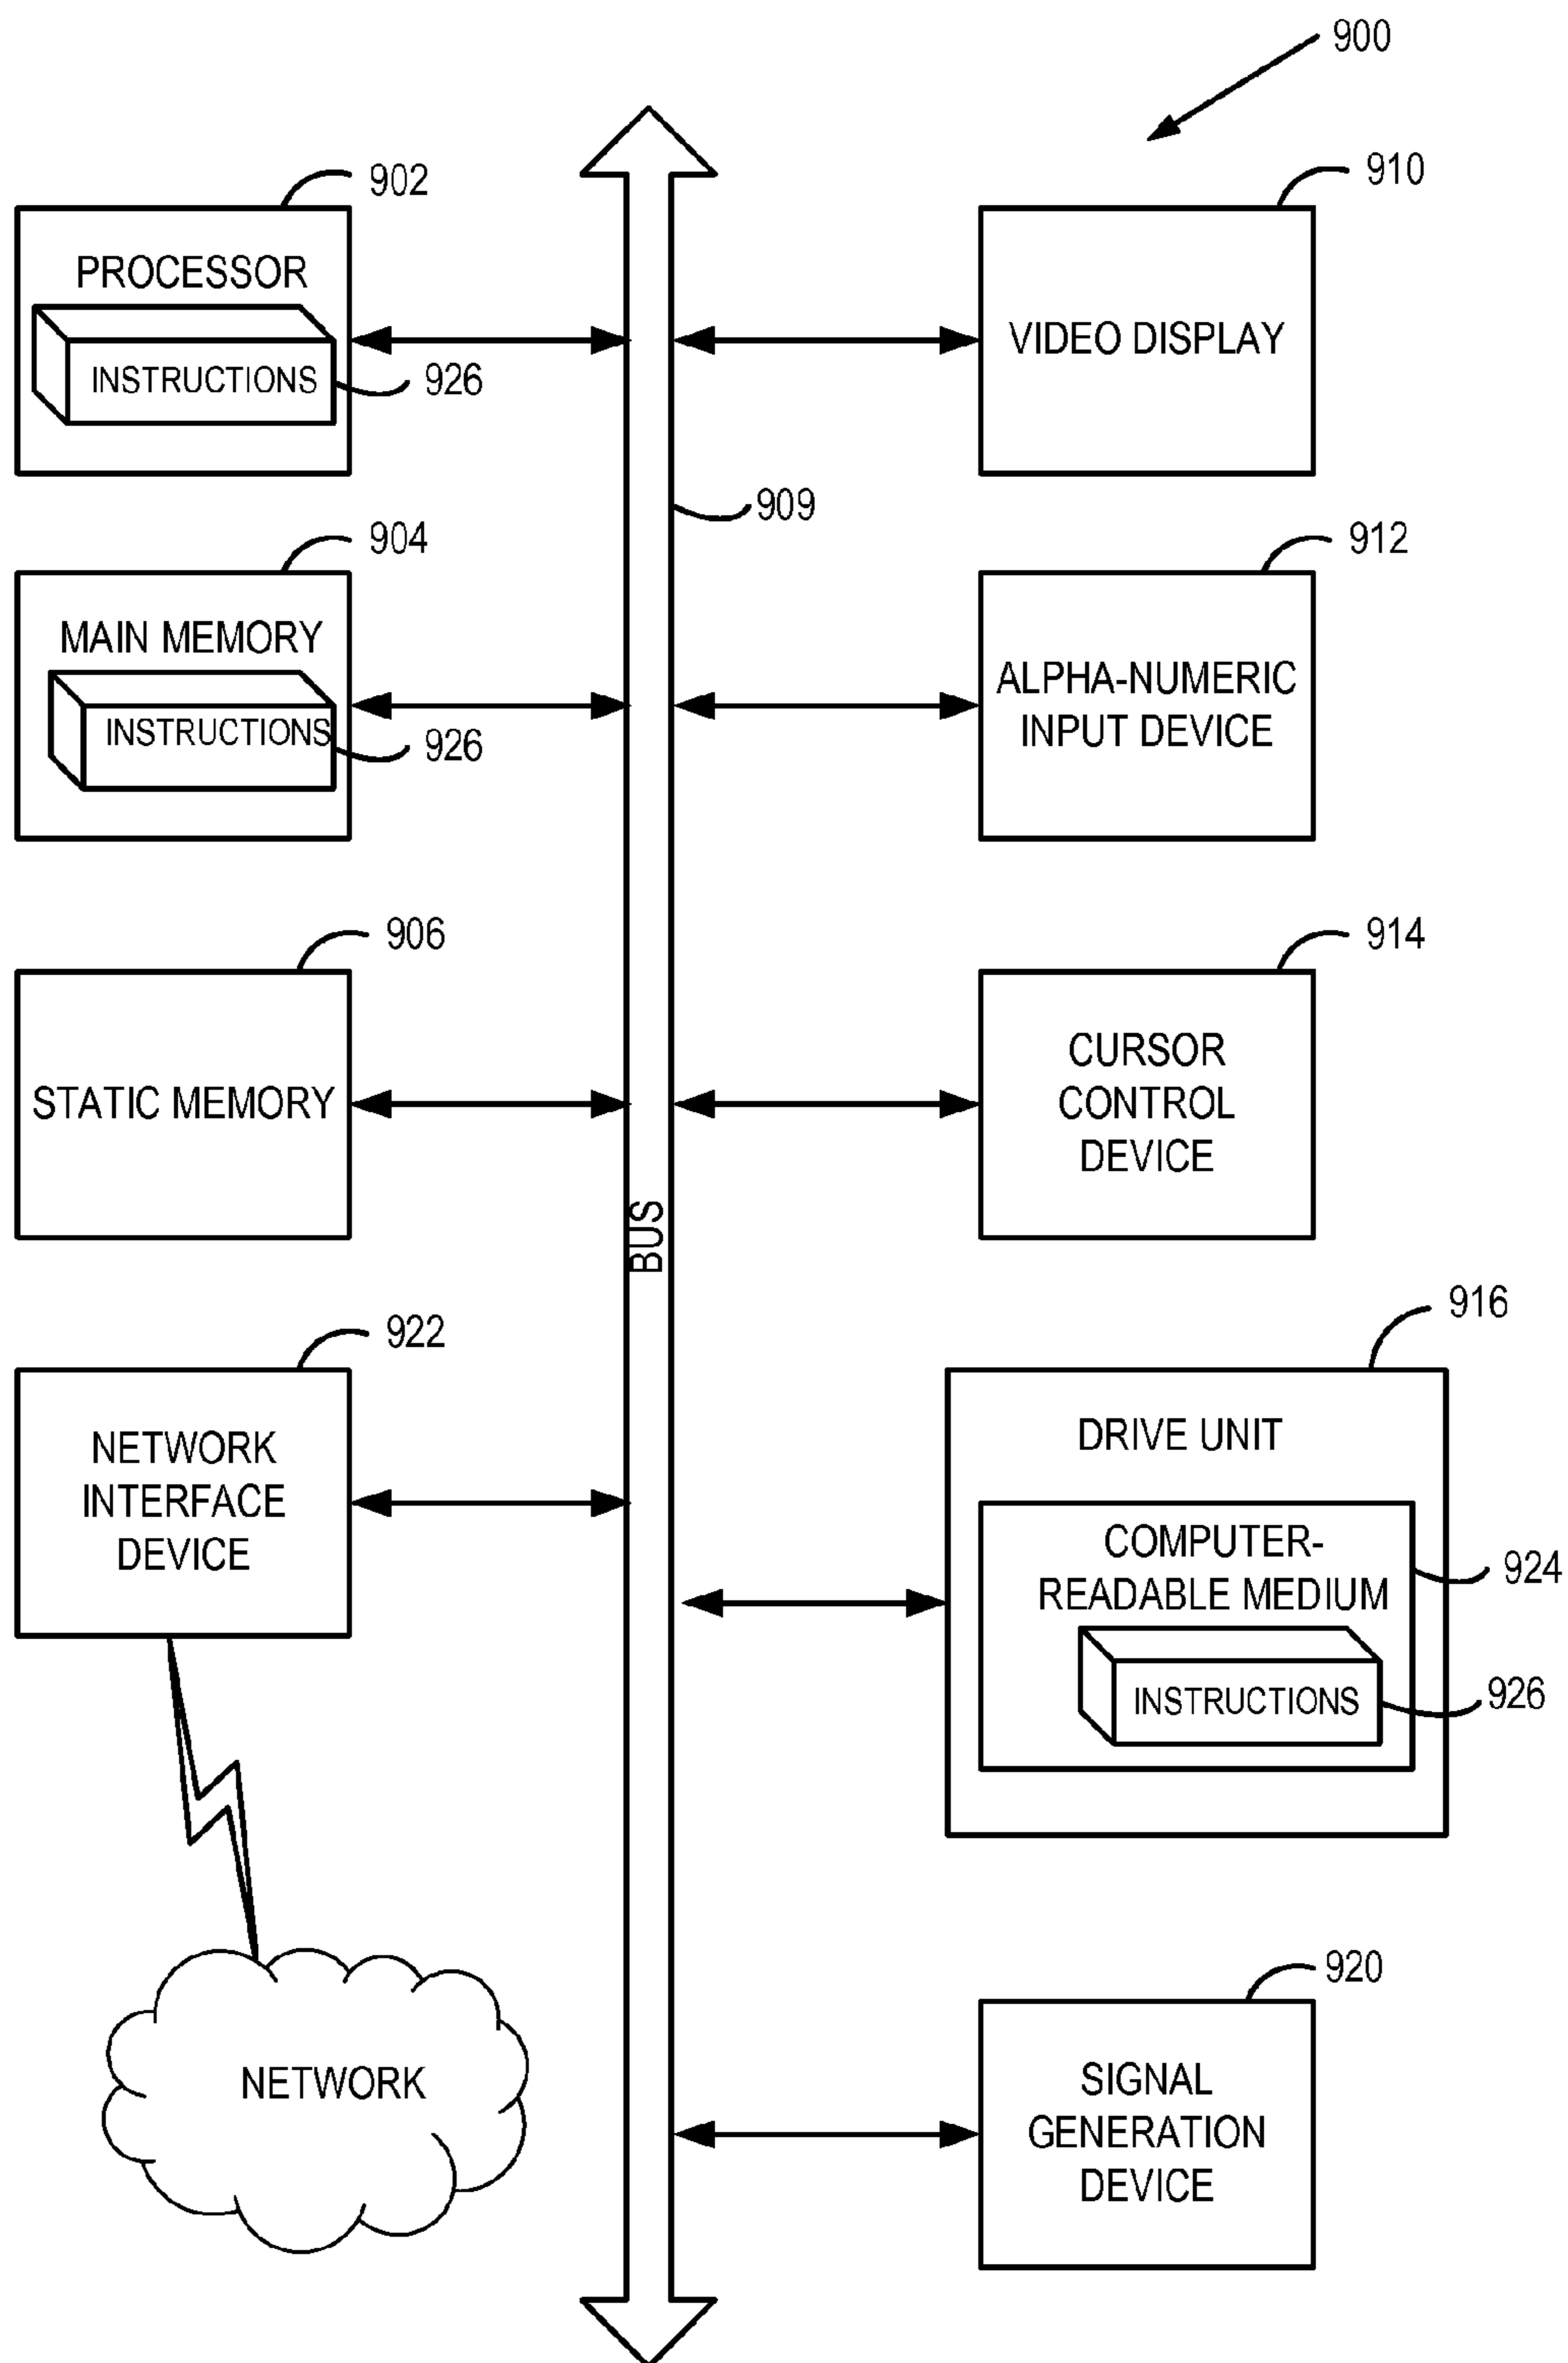 900
902
PROCESSOR
INSTRUCTIONS
926
904
MAIN MEMORY
INSTRUCTIONS
926
906
STATIC MEMORY
922
NETWORK
INTERFACE
DEVICE
NETWORK
909
BUS
910
VIDEO DISPLAY
912
ALPHA-NUMERIC
INPUT DEVICE
914
CURSOR
CONTROL
DEVICE
916
DRIVE UNIT
COMPUTER-
READABLE MEDIUM
924
INSTRUCTIONS
926
920
SIGNAL
GENERATION
DEVICE